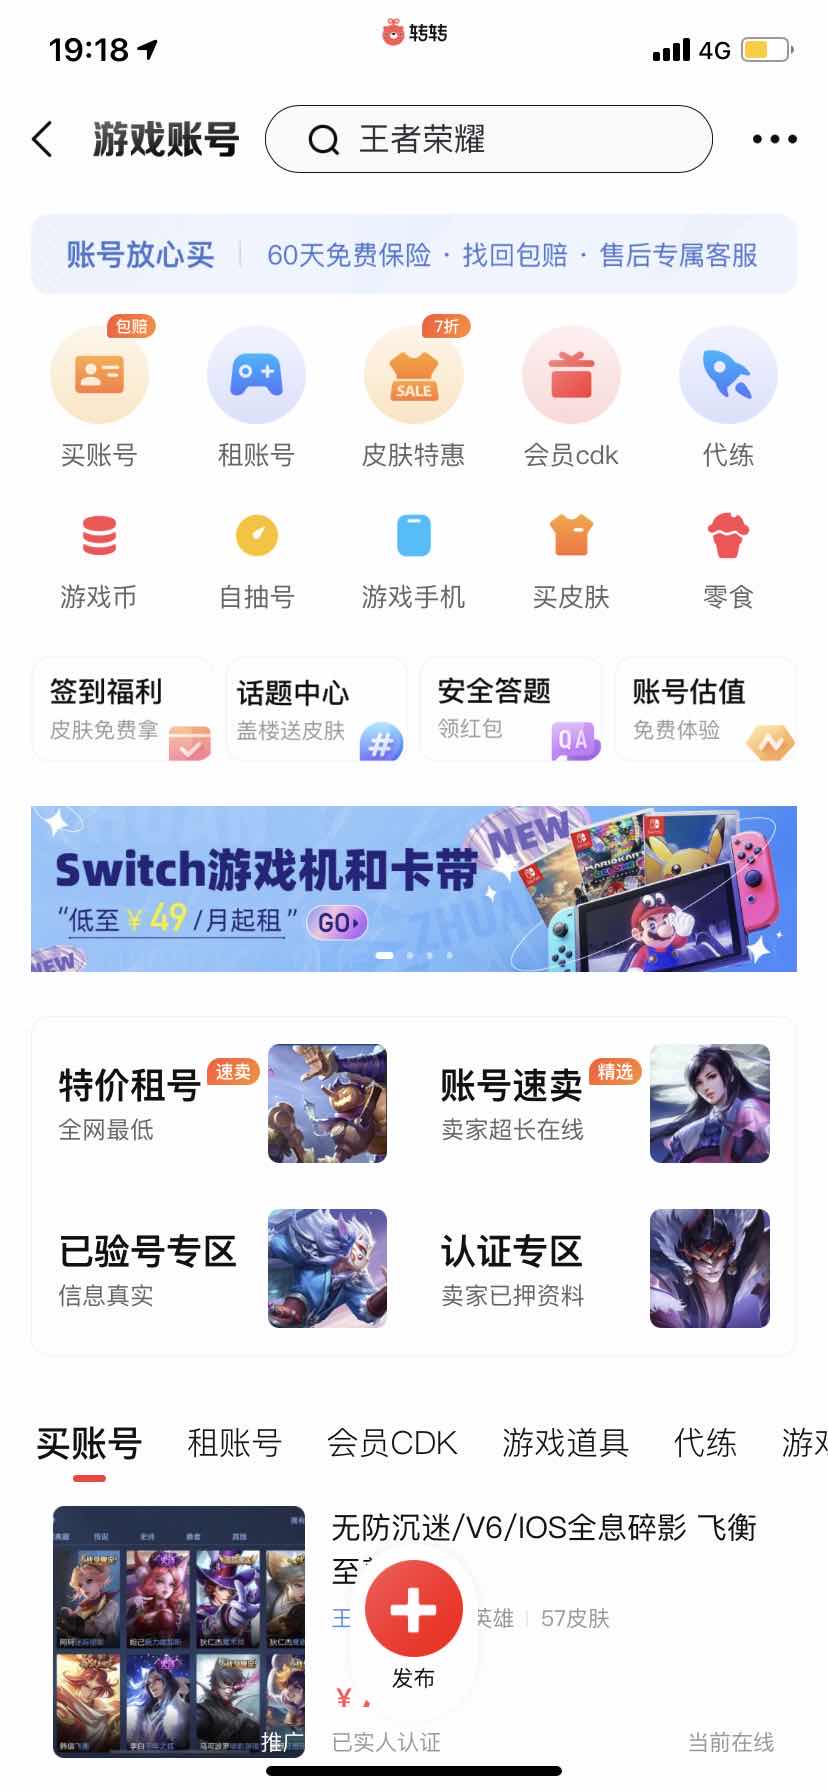 转转
19:18
4G
游戏账号
王者荣耀
账号放心买
60天免费保险 · 找回包赔 · 售后专属客服
包赔
7折
SALE
买账号
租账号
皮肤特惠
会员cdk
代练
游戏币
自抽号
游戏手机
买皮肤
零食
签到福利
皮肤免费拿
话题中心
盖楼送皮肤
#
安全答题
领红包
QA
账号估值
免费体验
Switch游戏机和卡带
“低至￥49/月起租”
GO
NEW
NEW
特价租号
速卖
全网最低
账号速卖
精选
卖家超长在线
已验号专区
信息真实
认证专区
卖家已押资料
买账号
租账号
会员CDK
游戏道具
代练
游戏
无防沉迷/V6/IOS全息碎影 飞衡
至
王
英雄
57皮肤
￥
发布
推广
已实人认证
当前在线